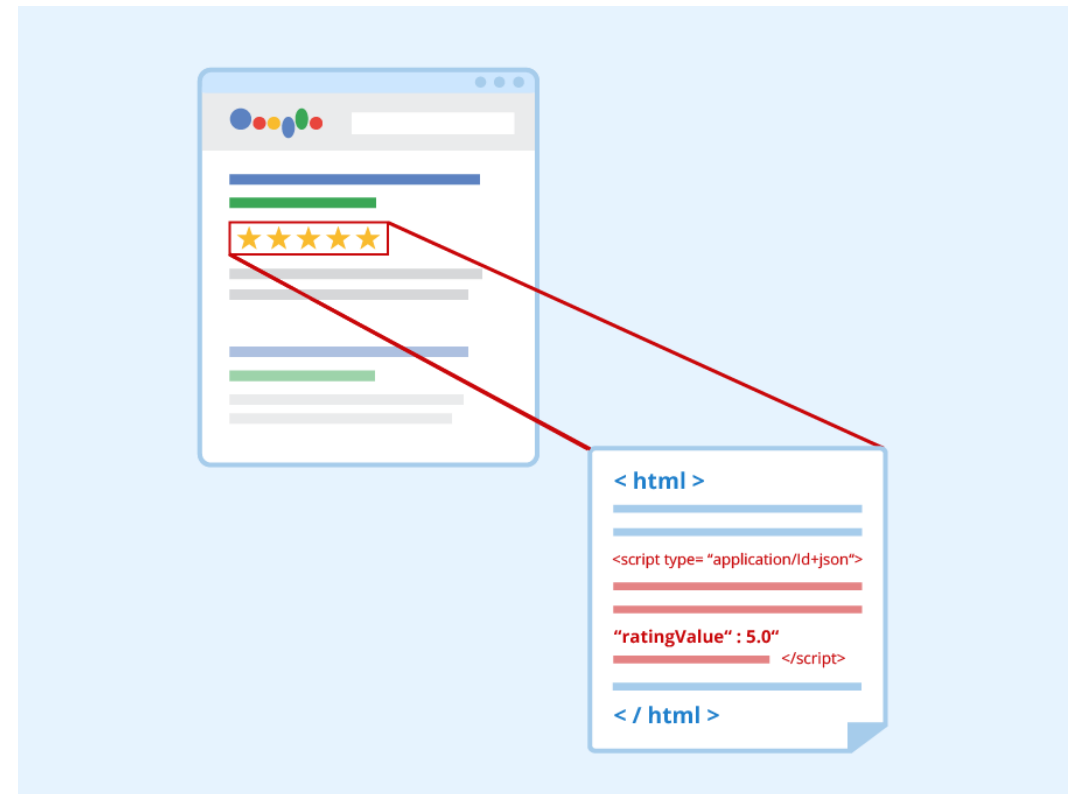 < html >
<script type= “application/ld+json“>
“ratingValue“ : 5.0“
</script>
< / html >